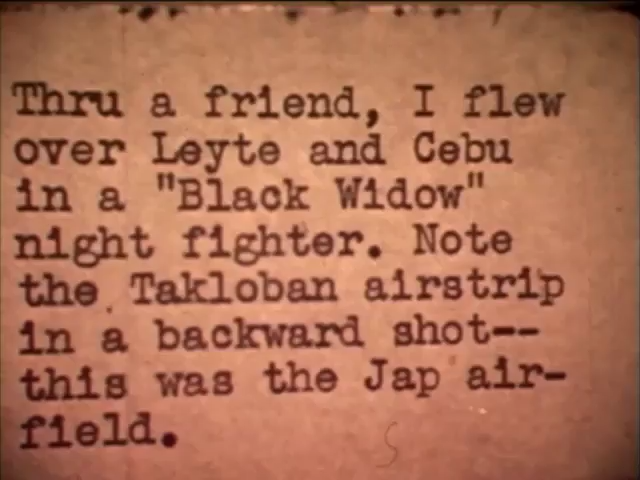 Thru a friend, I flew
over Leyte and Cebu
in a "Black Widow"
night fighter. Note
the Takloban airstrip
in a backward shot--
this was the Jap air-
field.